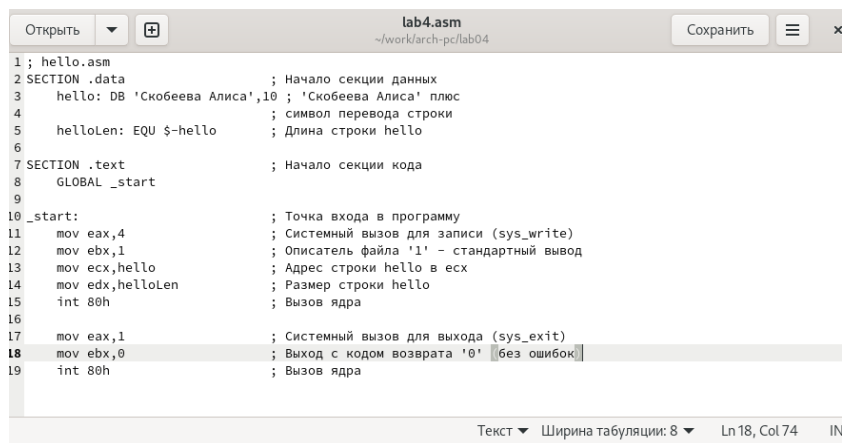 Открыть
lab4.asm
~/work/arch-pc/lab04
Сохранить
1 ; hello.asm
2 SECTION .data ; Начало секции данных
3 hello: DB 'Скобеева Алиса',10 ; 'Скобеева Алиса' плюс
4 ; символ перевода строки
5 helloLen: EQU $-hello ; Длина строки hello
6
7 SECTION .text ; Начало секции кода
8 GLOBAL _start
9
10 _start: ; Точка входа в программу
11 mov eax,4 ; Системный вызов для записи (sys_write)
12 mov ebx,1 ; Описатель файла '1' - стандартный вывод
13 mov ecx,hello ; Адрес строки hello в ecx
14 mov edx,helloLen ; Размер строки hello
15 int 80h ; Вызов ядра
16
17 mov eax,1 ; Системный вызов для выхода (sys_exit)
18 mov ebx,0 ; Выход с кодом возврата '0' (без ошибок)
19 int 80h ; Вызов ядра
Текст Ширина табуляции: 8 Ln 18, Col 74 IN